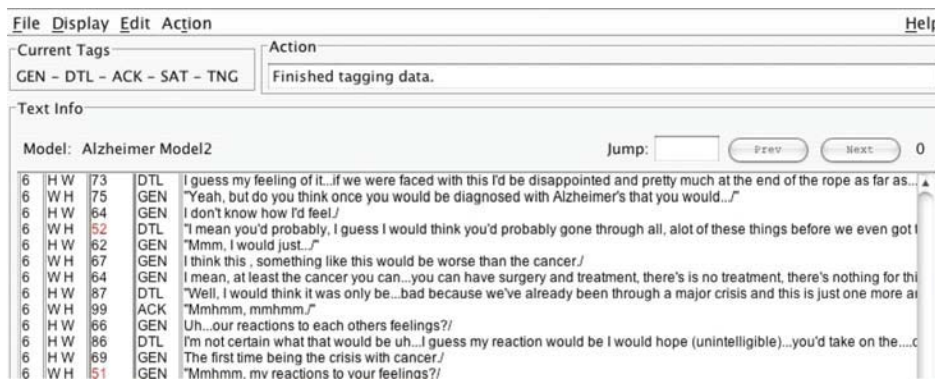 File Display Edit Action Help
Current Tags Action
GEN - DTL - ACK - SAT - TNG Finished tagging data.
Text Info
Model: Alzheimer Model2 Jump: Prev Next 0
6 H W 73 DTL I guess my feeling of it...if we were faced with this I'd be disappointed and pretty much at the end of the rope as far as...
6 W H 75 GEN "Yeah, but do you think once you would be diagnosed with Alzheimer's that you would.../"
6 H W 64 GEN I don't know how I'd feel./
6 W H 52 DTL "I mean you'd probably, I guess I would think you'd probably gone through all, alot of these things before we even got
6 H W 62 GEN "Mmm, I would just.../"
6 W H 67 GEN I think this , something like this would be worse than the cancer./
6 W H 64 GEN I mean, at least the cancer you can...you can have surgery and treatment, there's is no treatment, there's nothing for thi
6 W H 87 DTL "Well, I would think it was only be...bad because we've already been through a major crisis and this is just one more
6 W H 99 ACK "Mmhmm, mmhmm./"
6 H W 66 GEN Uh...our reactions to each others feelings?/
6 H W 86 DTL I'm not certain what that would be uh...I guess my reaction would be I would hope (unintelligible)...you'd take on the....
6 H W 69 GEN The first time being the crisis with cancer./
6 W H 51 GEN "Mmhmm, my reactions to your feelings?/